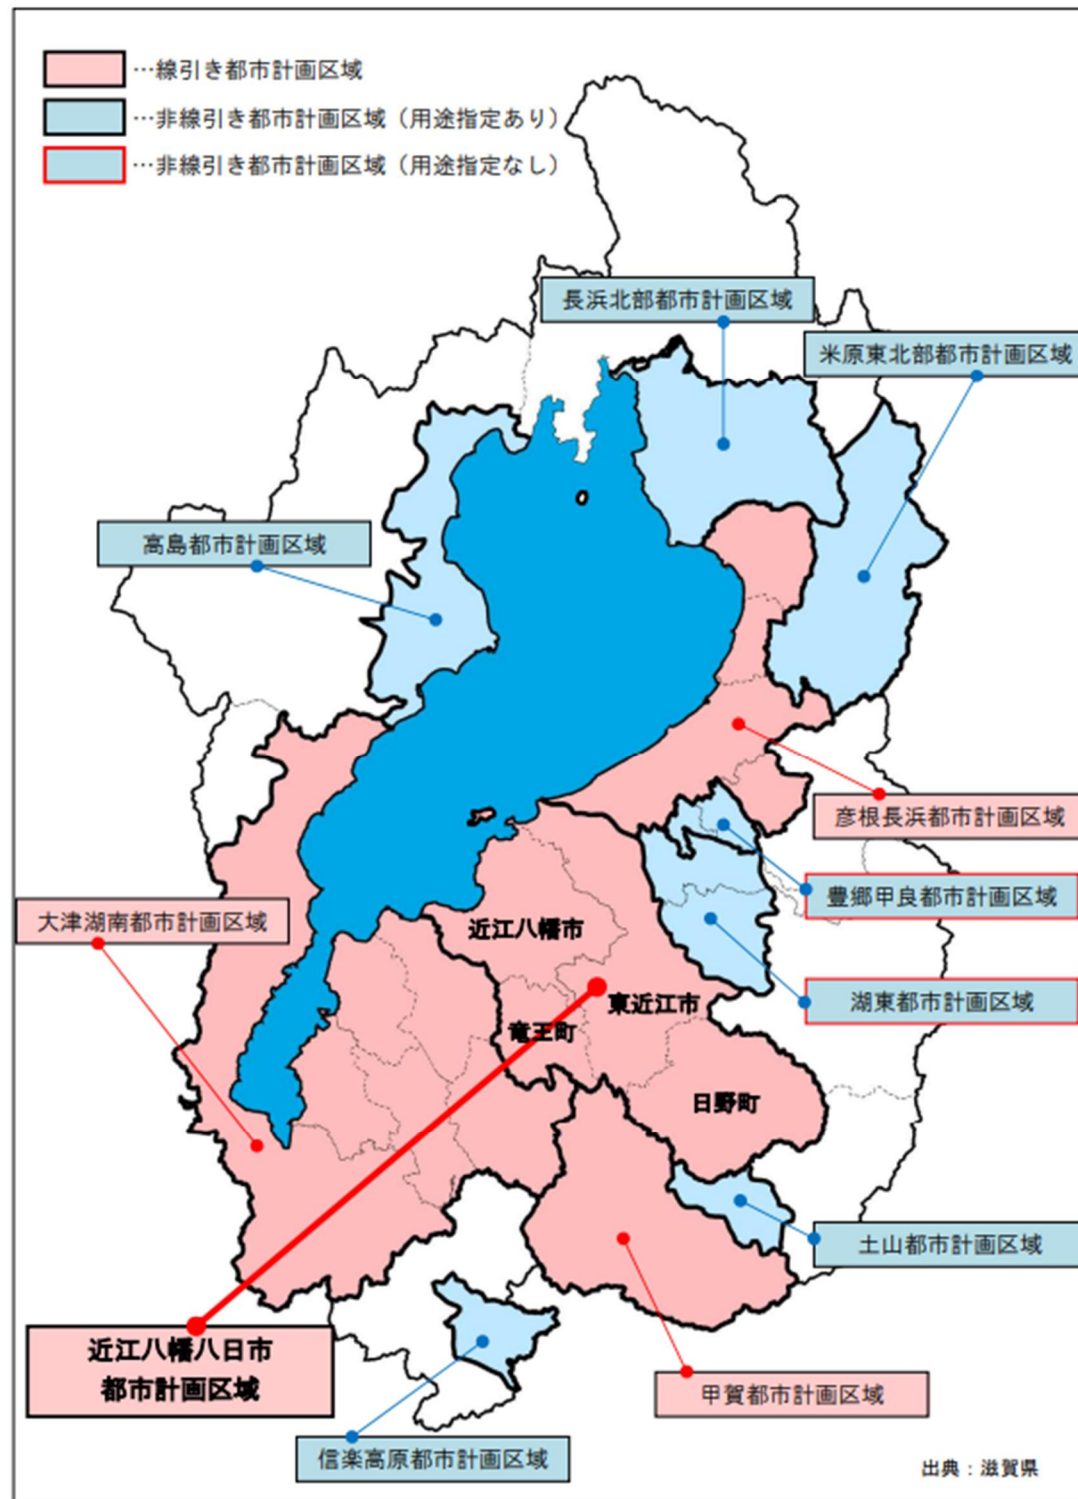 …線引き都市計画区域
…非線引き都市計画区域（用途指定あり）
…非線引き都市計画区域（用途指定なし）
長浜北部都市計画区域
米原東北部都市計画区域
高島都市計画区域
彦根長浜都市計画区域
豊郷甲良都市計画区域
大津湖南都市計画区域
近江八幡市
湖東都市計画区域
東近江市
竜王町
日野町
土山都市計画区域
近江八幡八日市
都市計画区域
甲賀都市計画区域
信楽高原都市計画区域
出典：滋賀県